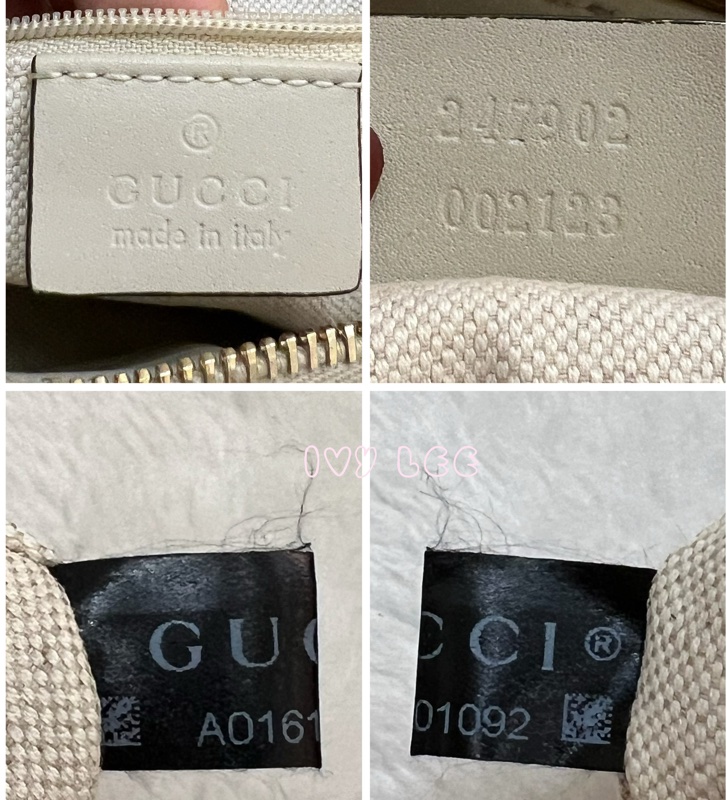 ®
GUCCI
made in italy
247902
002123
IVY LEE
GUC
A0161
CCI®
01092